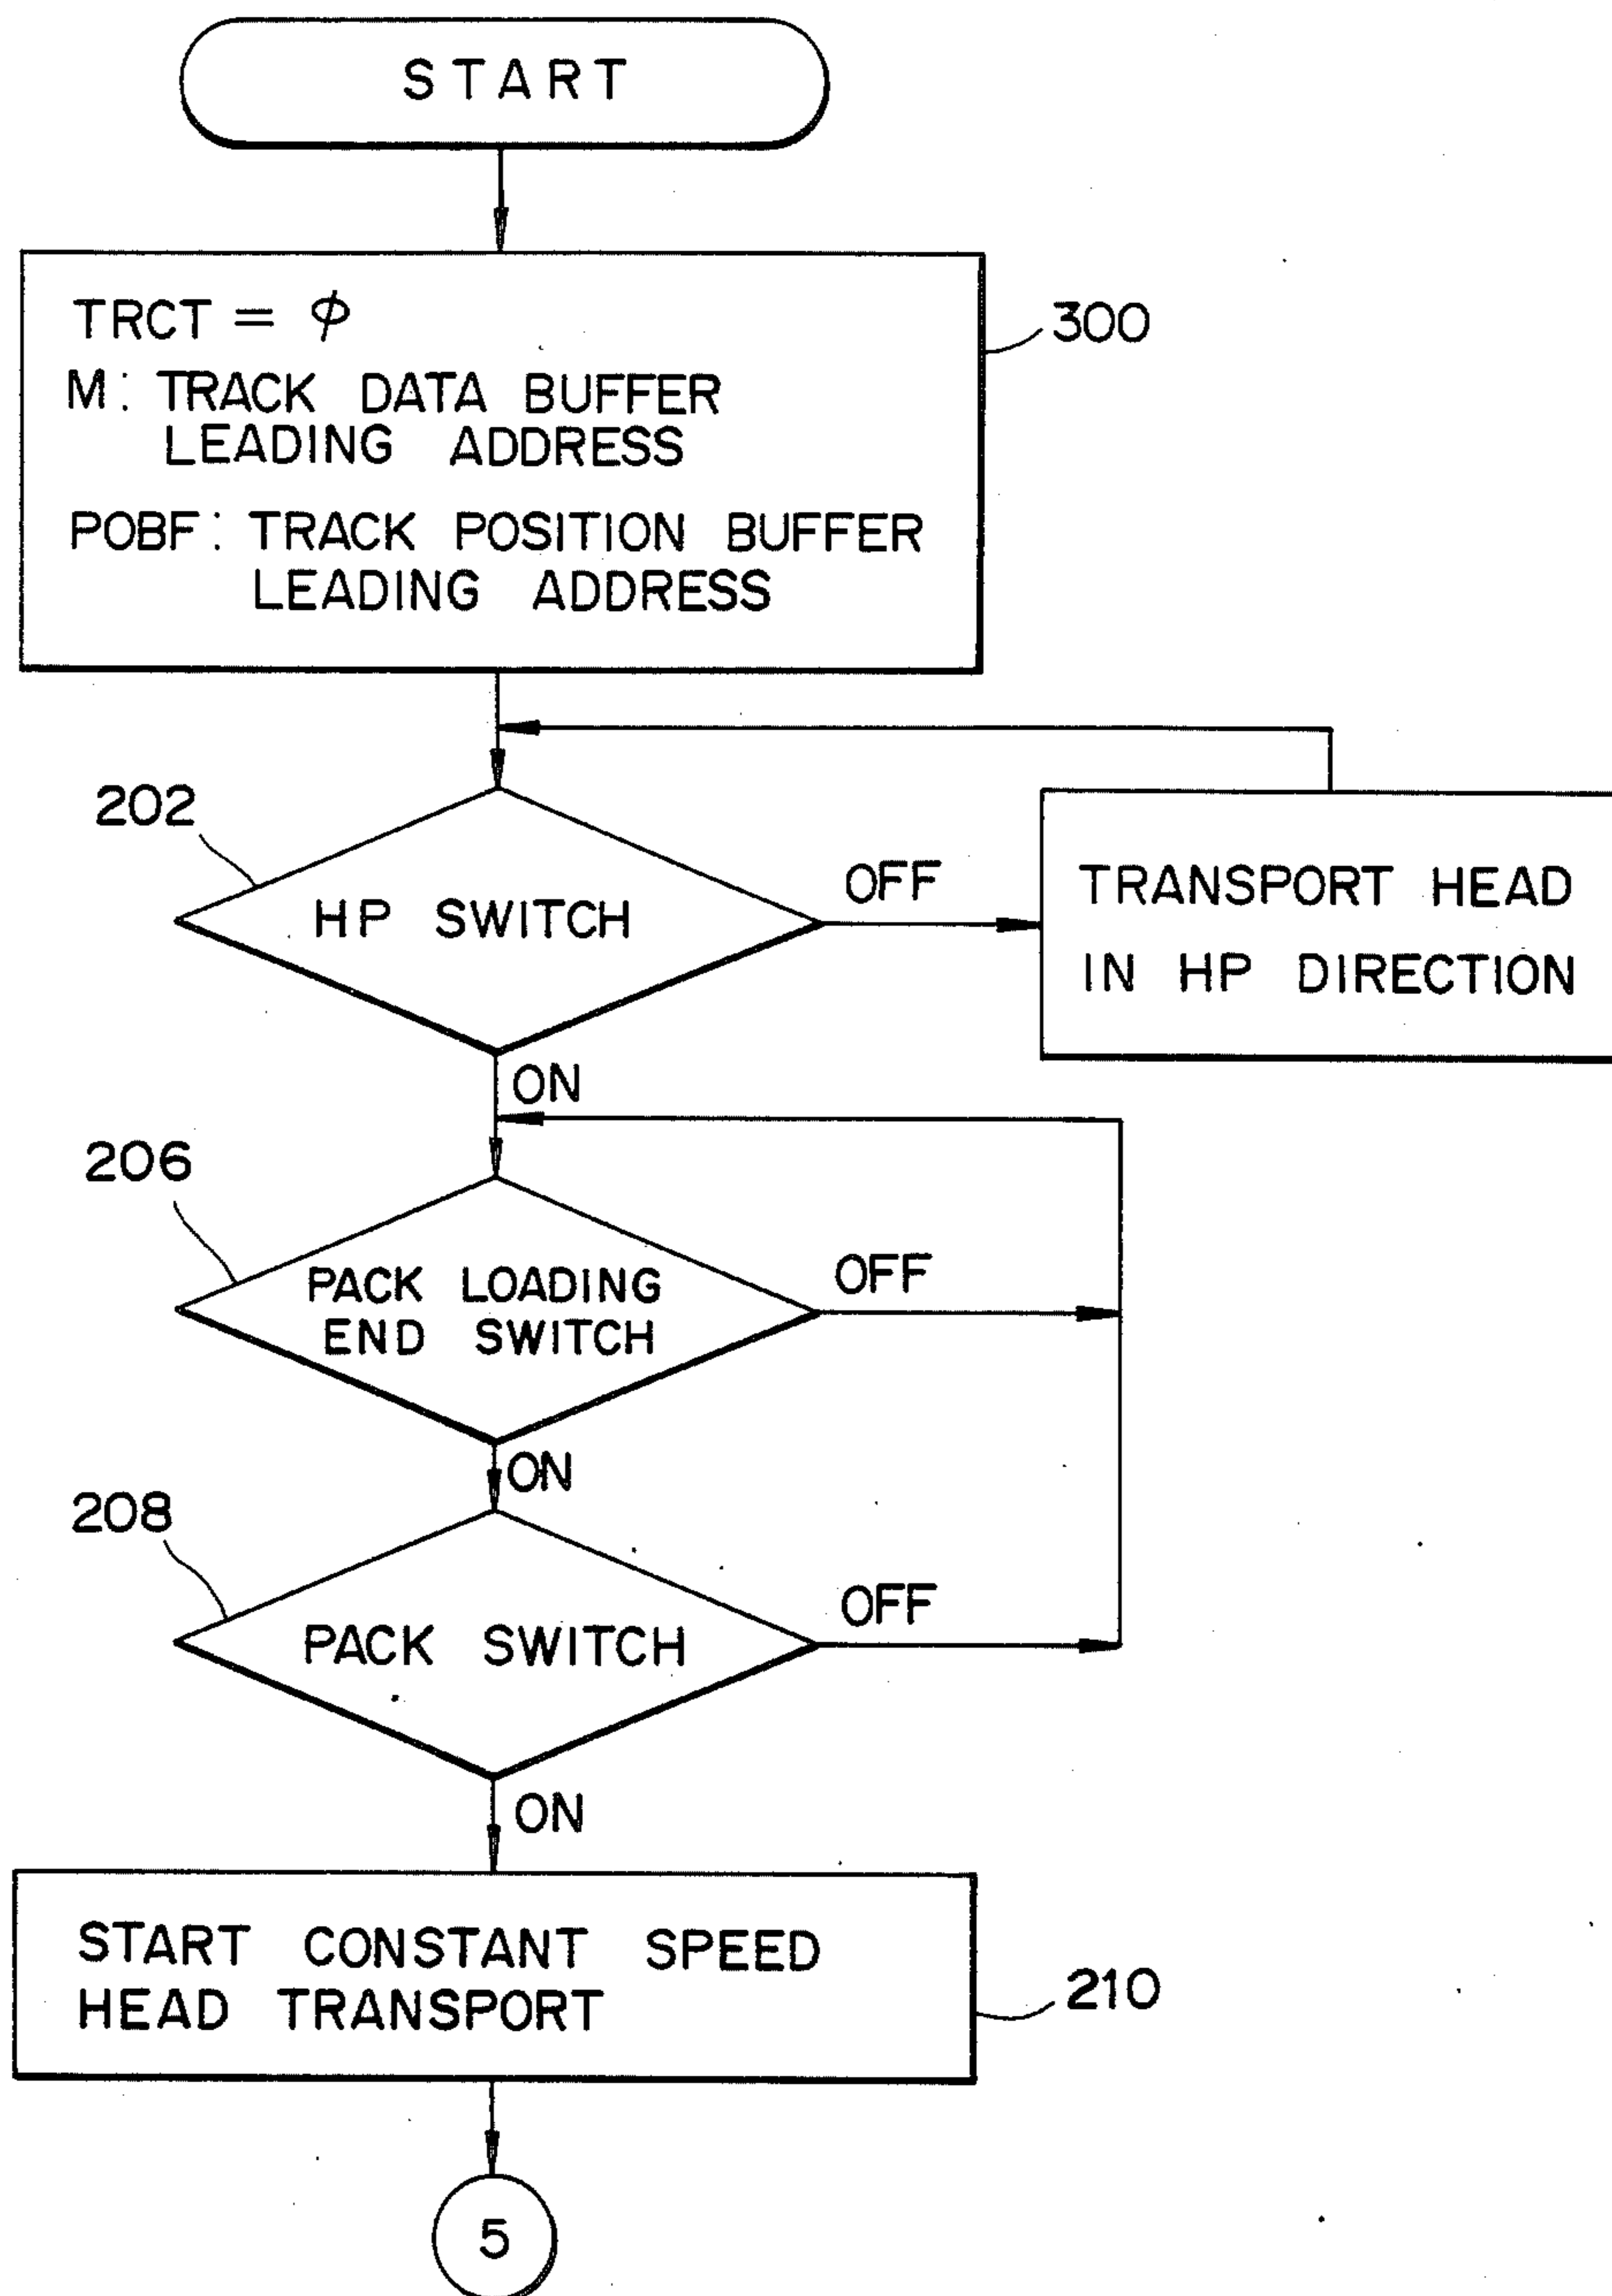 START
TRCT = φ
M: TRACK DATA BUFFER
LEADING ADDRESS
POBF: TRACK POSITION BUFFER
LEADING ADDRESS
300
202
HP SWITCH
OFF
TRANSPORT HEAD
IN HP DIRECTION
ON
206
PACK LOADING
END SWITCH
OFF
ON
208
PACK SWITCH
OFF
ON
START CONSTANT SPEED
HEAD TRANSPORT
210
5